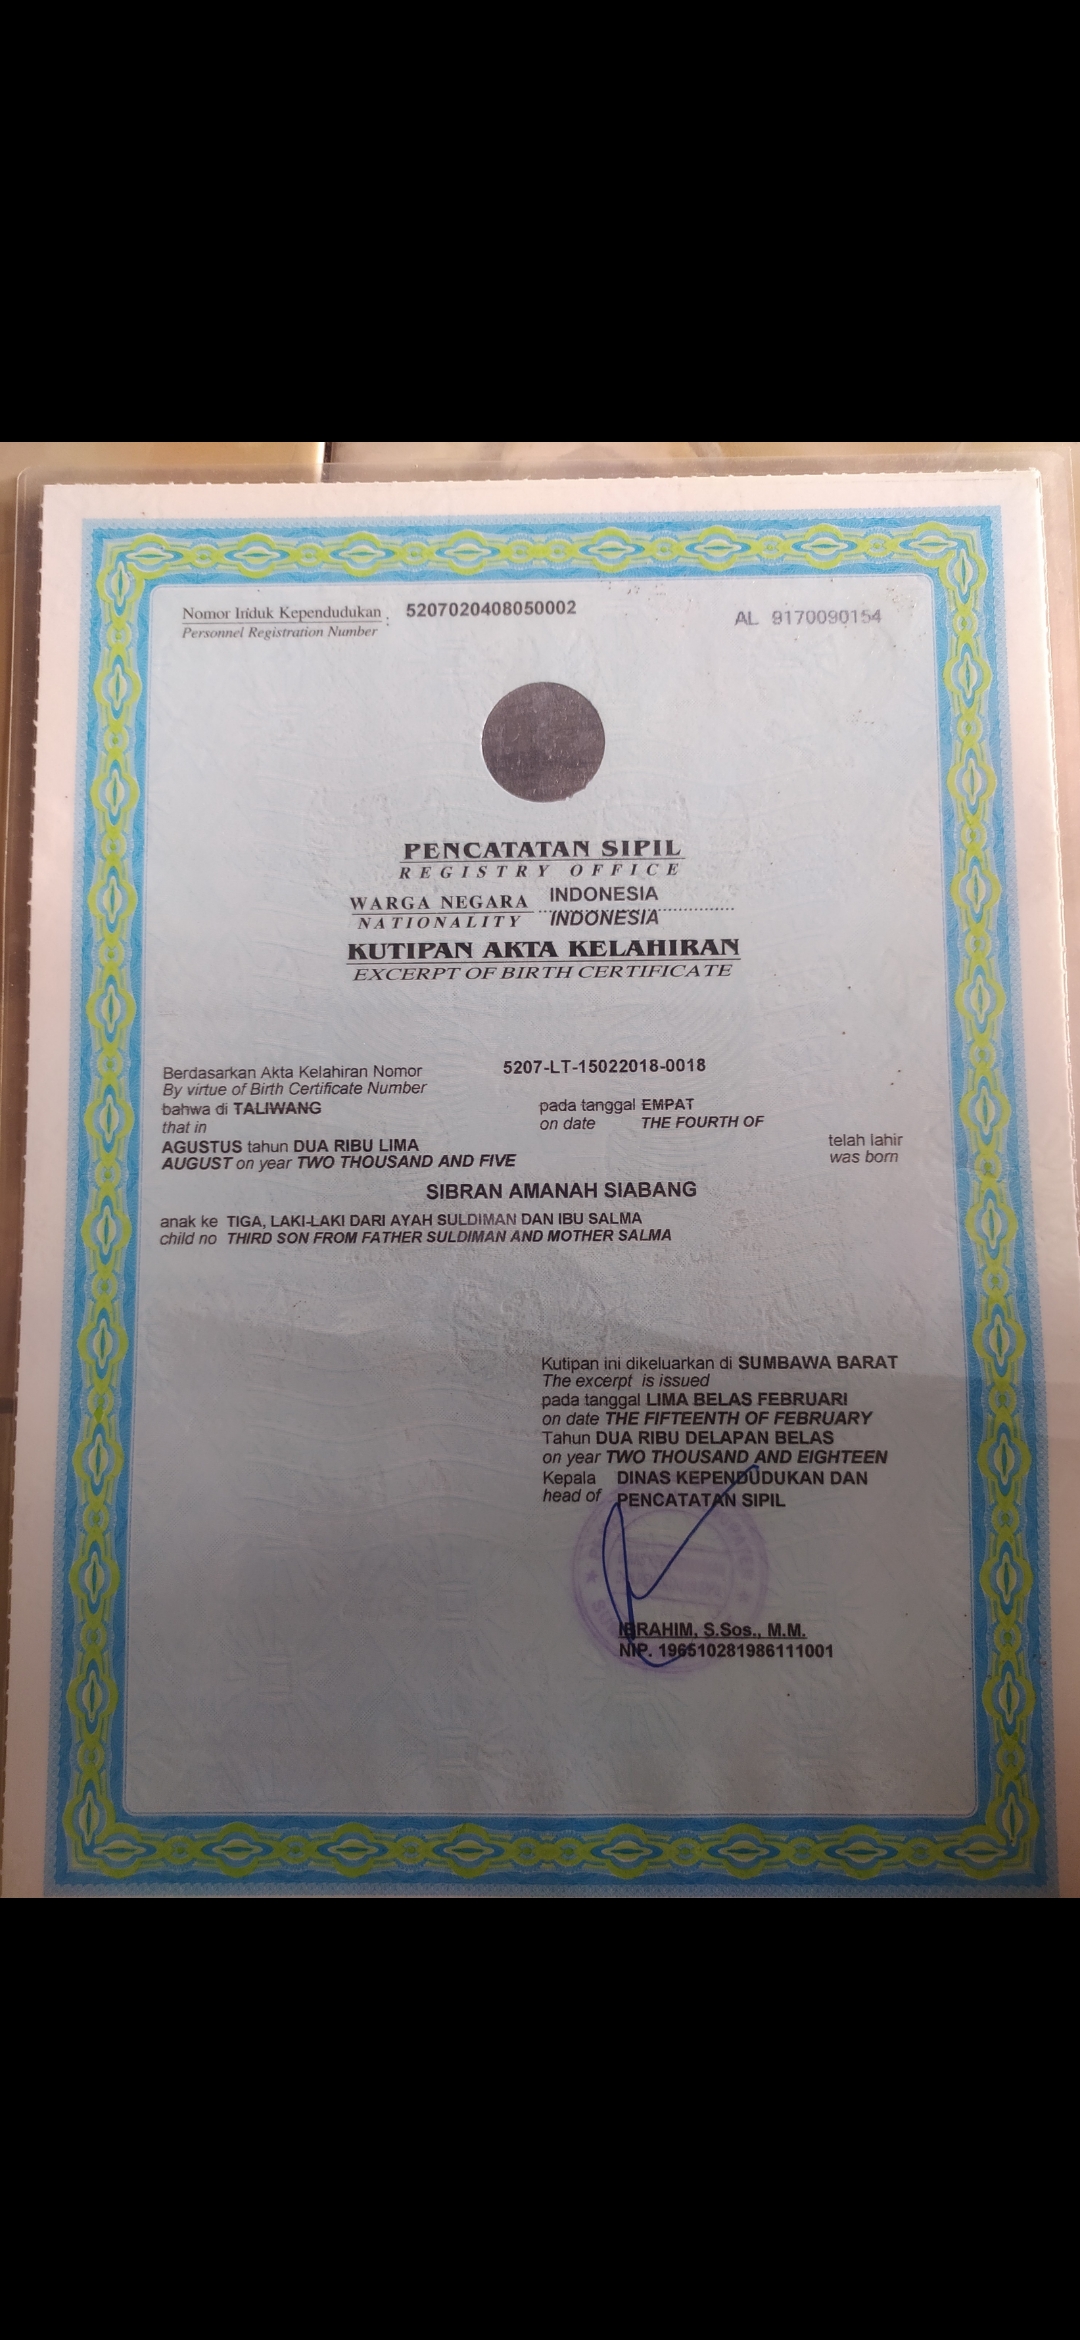 Nomor Induk Kependudukan : 5207020408050002
Personnel Registration Number
AL 9170090154
PENCATATAN SIPIL
REGISTRY OFFICE
WARGA NEGARA INDONESIA
NATIONALITY INDONESIA
KUTIPAN AKTA KELAHIRAN
EXCERPT OF BIRTH CERTIFICATE
Berdasarkan Akta Kelahiran Nomor 5207-LT-15022018-0018
By virtue of Birth Certificate Number
bahwa di TALIWANG pada tanggal EMPAT
that in on date THE FOURTH OF
AGUSTUS tahun DUA RIBU LIMA telah lahir
AUGUST on year TWO THOUSAND AND FIVE was born
SIBRAN AMANAH SIABANG
anak ke TIGA, LAKI-LAKI DARI AYAH SULDIMAN DAN IBU SALMA
child no THIRD SON FROM FATHER SULDIMAN AND MOTHER SALMA
Kutipan ini dikeluarkan di SUMBAWA BARAT
The excerpt is issued
pada tanggal LIMA BELAS FEBRUARI
on date THE FIFTEENTH OF FEBRUARY
Tahun DUA RIBU DELAPAN BELAS
on year TWO THOUSAND AND EIGHTEEN
Kepala DINAS KEPENDUDUKAN DAN
head of PENCATATAN SIPIL
IBRAHIM, S.Sos., M.M.
NIP. 196510281986111001